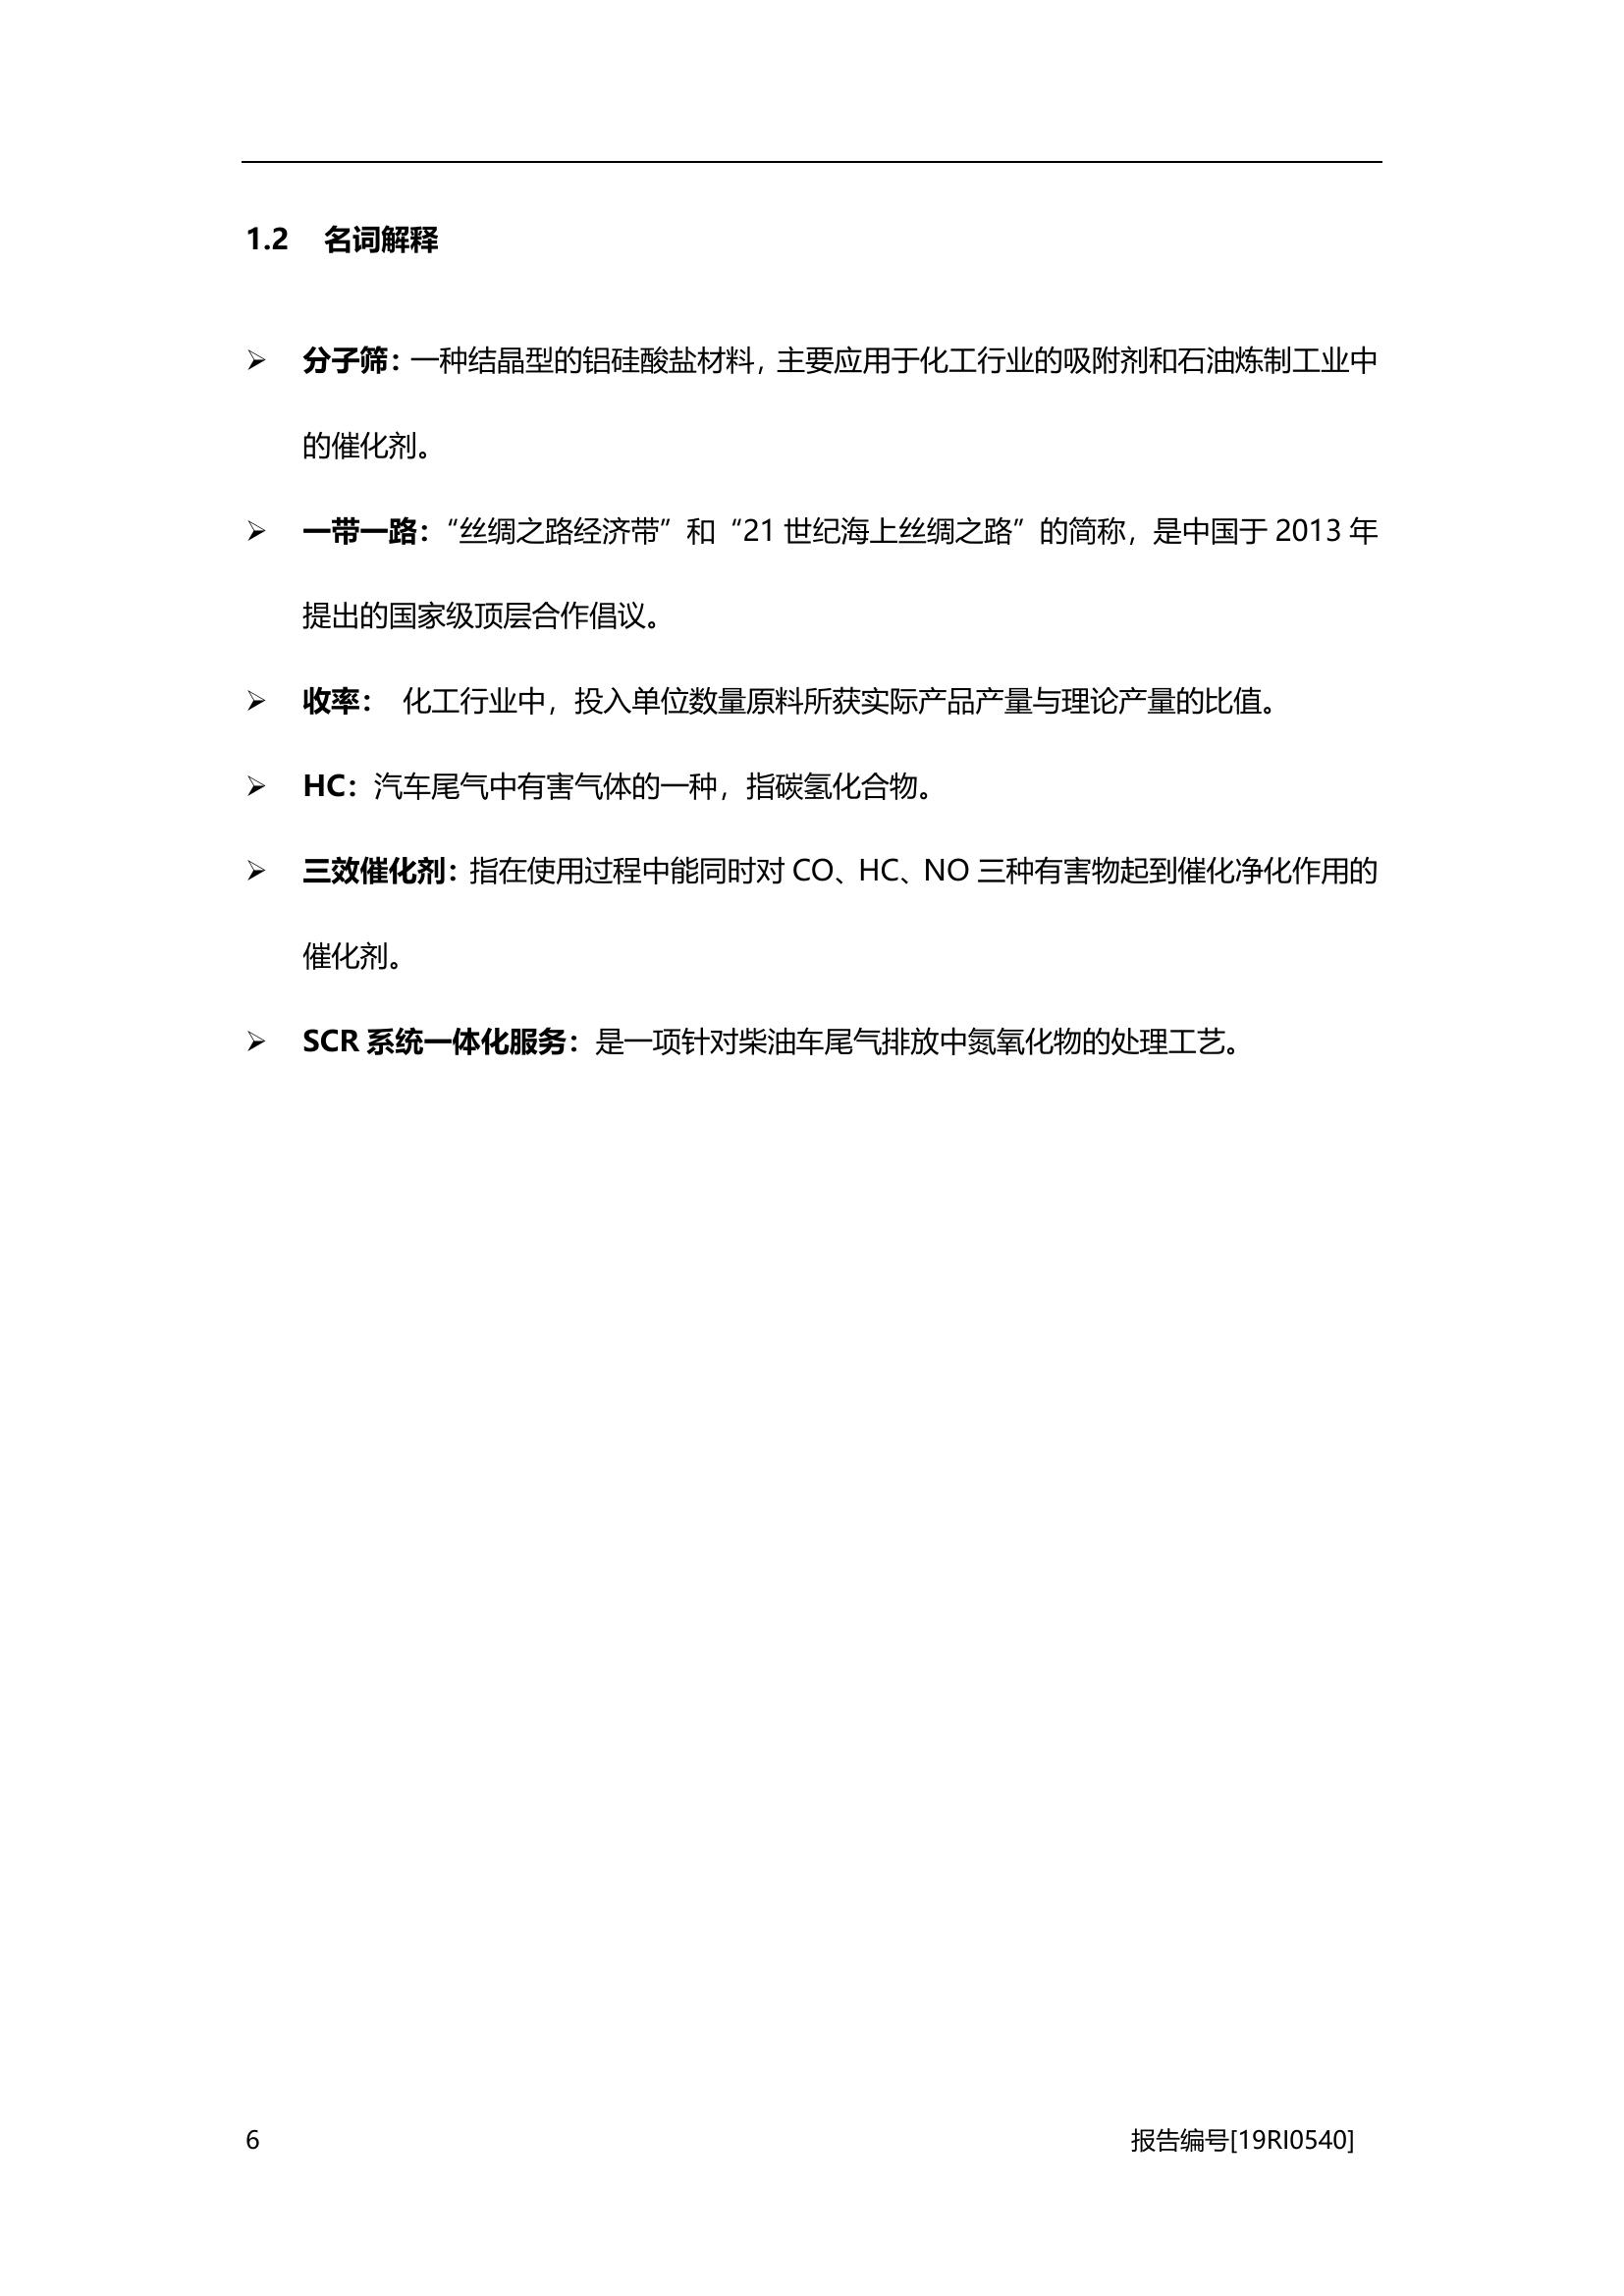 1.2 名词解释
➢ 分子筛：一种结晶型的铝硅酸盐材料，主要应用于化工行业的吸附剂和石油炼制工业中
的催化剂。
➢ 一带一路：“丝绸之路经济带”和“21 世纪海上丝绸之路”的简称，是中国于 2013 年
提出的国家级顶层合作倡议。
➢ 收率： 化工行业中，投入单位数量原料所获实际产品产量与理论产量的比值。
➢ HC：汽车尾气中有害气体的一种，指碳氢化合物。
➢ 三效催化剂：指在使用过程中能同时对 CO、HC、NO 三种有害物起到催化净化作用的
催化剂。
➢ SCR 系统一体化服务：是一项针对柴油车尾气排放中氮氧化物的处理工艺。
6 报告编号[19RI0540]